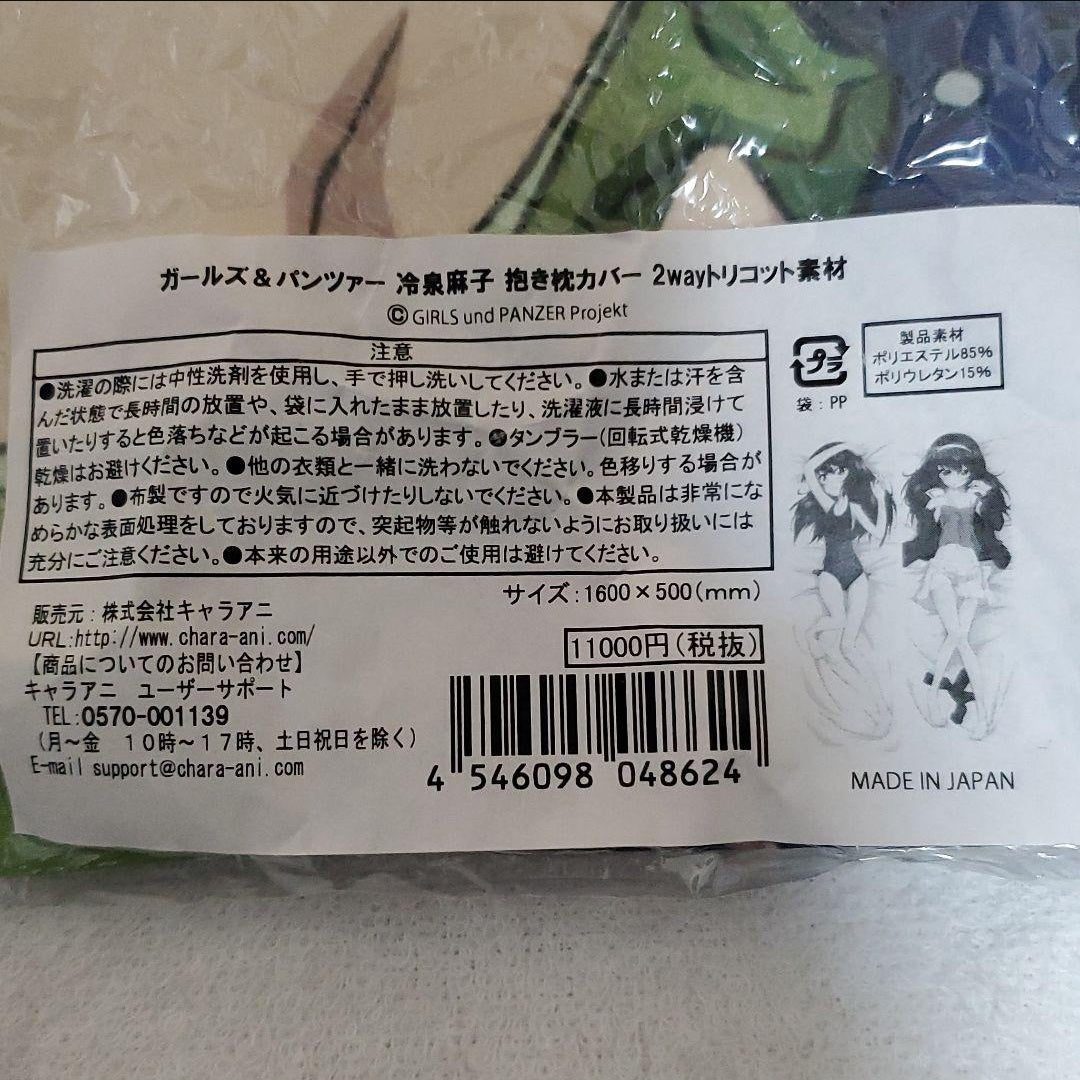 ガールズ＆パンツァー 冷泉麻子 抱き枕カバー 2wayトリコット素材
©GIRLS und PANZER Projekt
注意
●洗濯の際には中性洗剤を使用し、手で押し洗いしてください。●水または汗を含
んだ状態で長時間の放置や、袋に入れたまま放置したり、洗濯液に長時間浸けて
置いたりすると色落ちなどが起こる場合があります。●タンブラー(回転式乾燥機)
乾燥はお避けください。●他の衣類と一緒に洗わないでください。色移りする場合が
あります。●布製ですので火気に近づけたりしないでください。●本製品は非常にな
めらかな表面処理をしておりますので、突起物等が触れないようにお取り扱いには
充分にご注意ください。●本来の用途以外でのご使用は避けてください。
プラ
袋：PP
製品素材
ポリエステル85%
ポリウレタン15%
サイズ：1600×500(mm)
販売元：株式会社キャラアニ
URL:http://www.chara-ani.com/
【商品についてのお問い合わせ】
キャラアニ　ユーザーサポート
TEL:0570-001139
(月～金　10時～17時、土日祝日を除く)
E-mail support@chara-ani.com
11000円(税抜)
4 546098 048624
MADE IN JAPAN